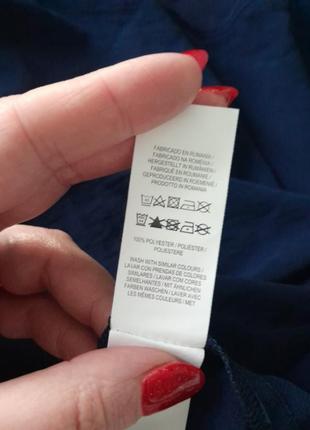 FABRICADO EN RUMANIA /
FABRICADO NA ROMÉNIA /
HERGESTELLT IN RUMÄNIEN /
FABRIQUÉ EN ROUMANIE /
GEPRODUCEERD IN ROEMENIË /
PRODOTTO IN ROMANIA
100% POLYESTER / POLIÉSTER /
POLIESTERE
WASH WITH SIMILAR COLOURS /
LAVAR CON PRENDAS DE COLORES
SIMILARES / LAVAR COM CORES
SEMELHANTES / MIT ÄHNLICHEN
FARBEN WASCHEN / LAVER AVEC
LES MÊMES COULEURS / MET